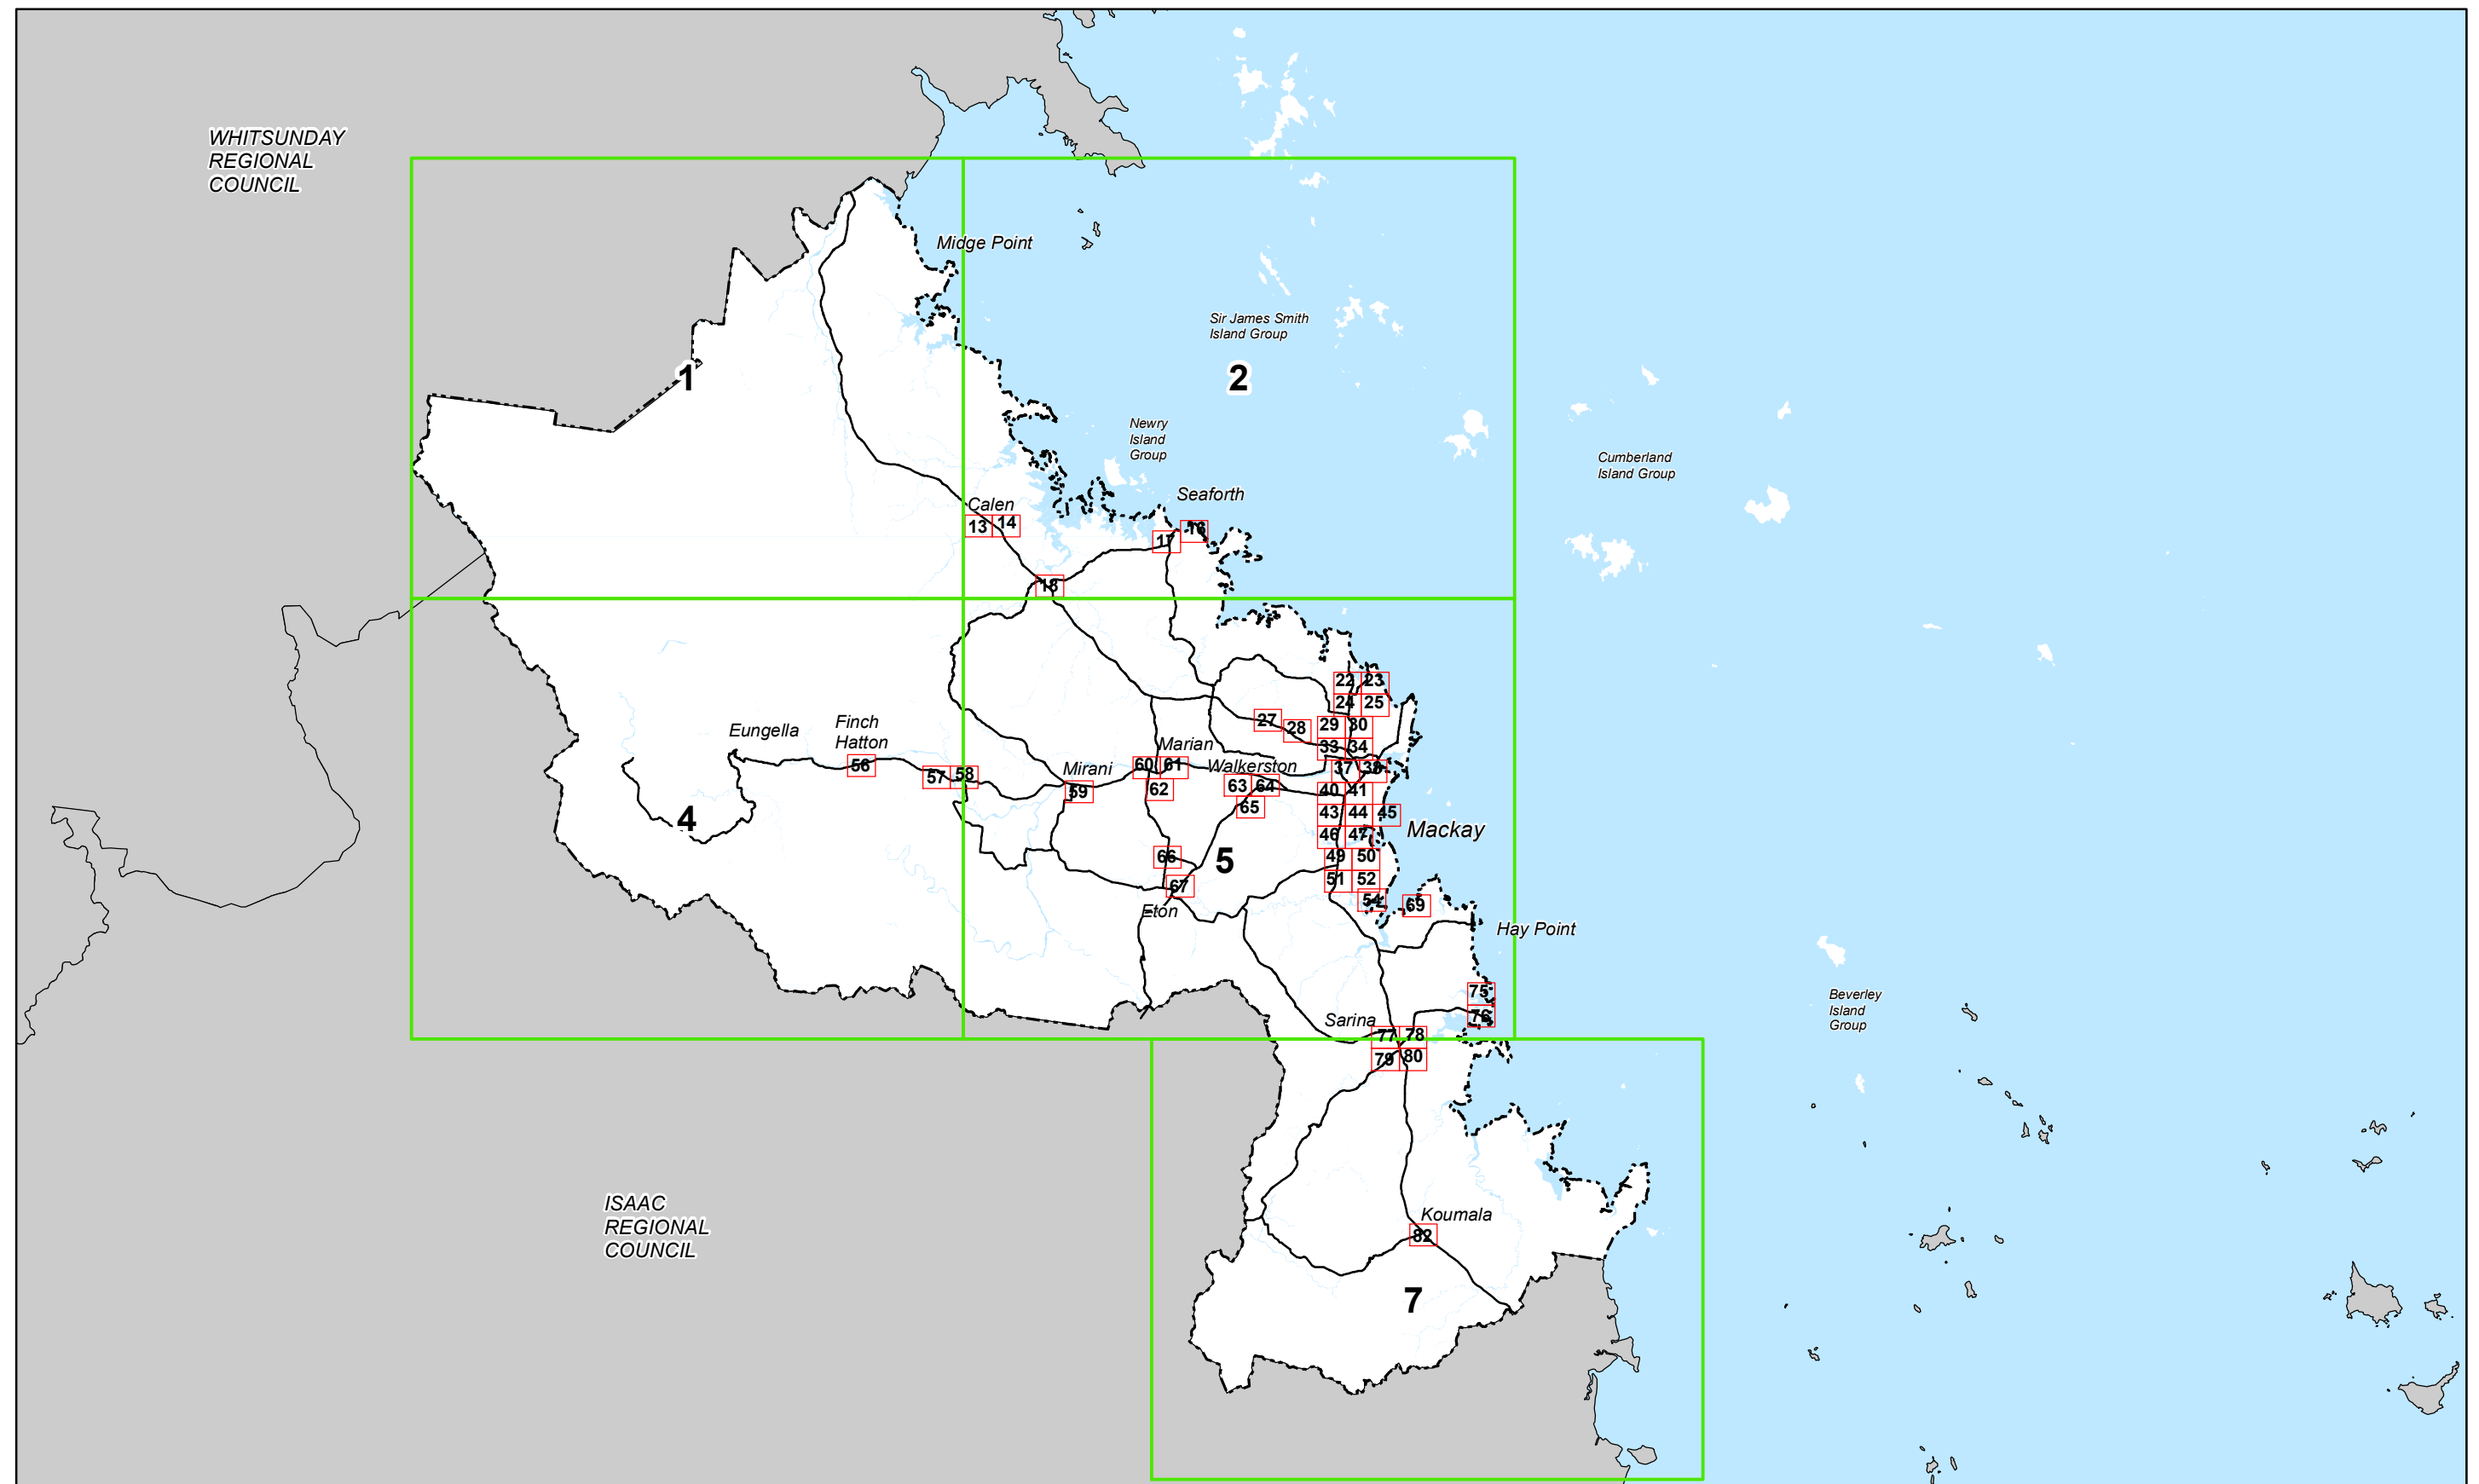 WHITSUNDAY
REGIONAL
COUNCIL
Midge Point
Sir James Smith
Island Group
1
2
Newry
Island
Group
Cumberland
Island Group
Seaforth
Calen
13 14
16
17
18
22 23
24 25
27
28
29 30
Finch
Hatton
Eungella
Marian
33 34
56
57 58
Mirani
60 61
Walkerston
37 38
59
62
63 64
40 41
65
43 44 45
4
Mackay
46 47
66
5
49 50
67
51 52
54
69
Eton
Hay Point
75
76
Beverley
Island
Group
Sarina
77 78
79 80
ISAAC
REGIONAL
COUNCIL
Koumala
82
7